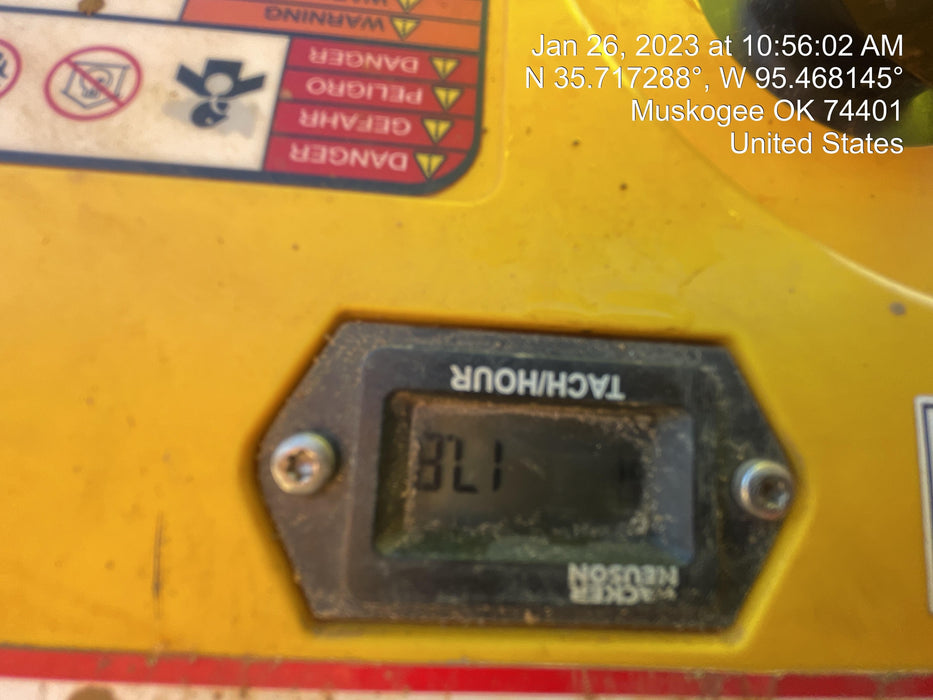 Jan 26, 2023 at 10:56:02 AM
N 35.717288°, W 95.468145°
Muskogee OK 74401
United States
DANGER
GEFAHR
PELIGRO
DANGER
WARNING
WACKER
NEUSON
178
TACH/HOUR